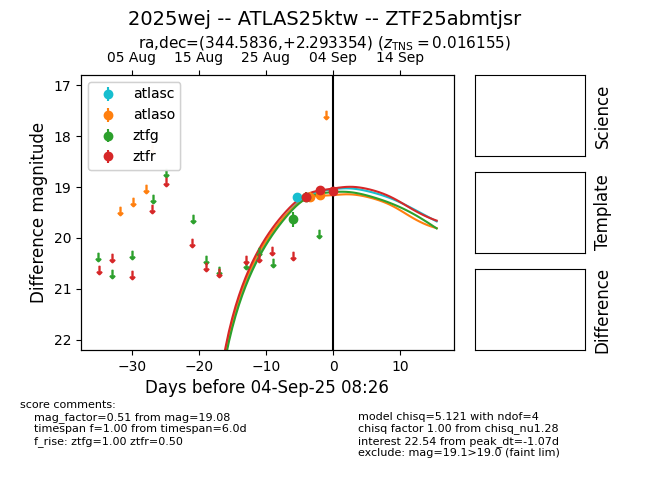 2025wej -- ATLAS25ktw -- ZTF25abmtjsr
ra,dec=(344.5836,+2.293354) (zTNS = 0.016155)
05 Aug 15 Aug 25 Aug 04 Sep 14 Sep
atlasc
atlaso
ztfg
ztfr
17
18
19
20
21
22
Difference magnitude
−30 −20 −10 0 10
Days before 04-Sep-25 08:26
Science
Template
Difference
score comments:
mag_factor=0.51 from mag=19.08
timespan f=1.00 from timespan=6.0d
f_rise: ztfg=1.00 ztfr=0.50
model chisq=5.121 with ndof=4
chisq factor 1.00 from chisq_nu1.28
interest 22.54 from peak_dt=-1.07d
exclude: mag=19.1>19.0 (faint lim)